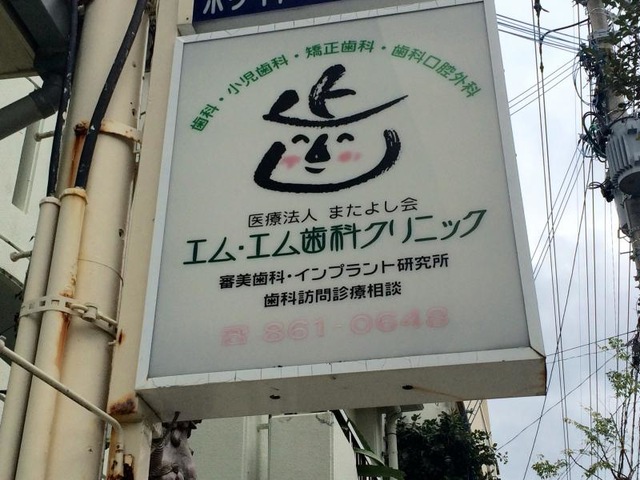 歯科・小児歯科・矯正歯科・歯科口腔外科
歯
医療法人 またよし会
エム・エム歯科クリニック
審美歯科・インプラント研究所
歯科訪問診療相談
☎ 861-0648